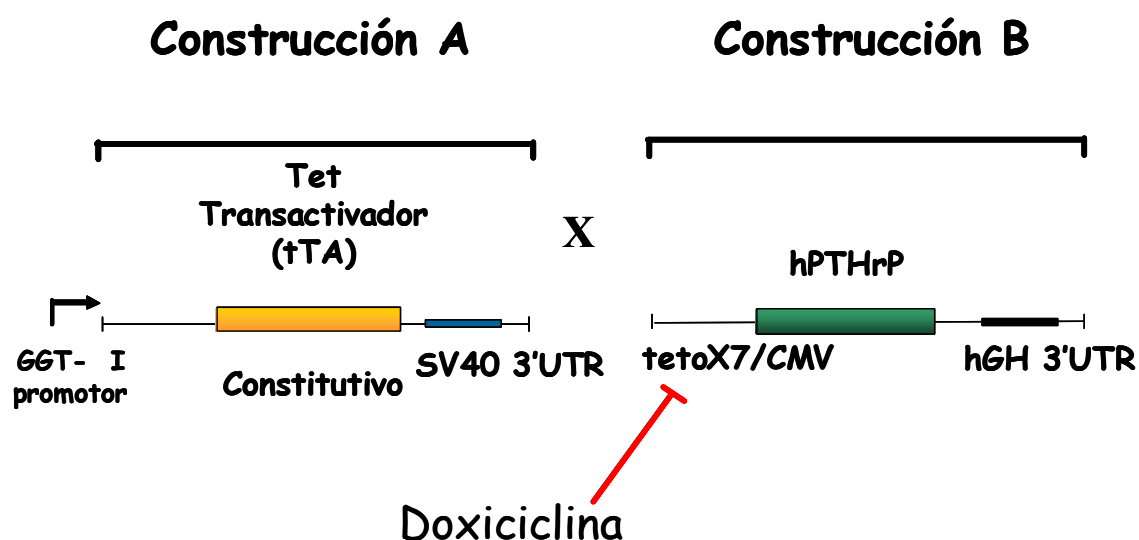 Construcción A
Construcción B
Tet
Transactivador
(tTA)
X
hPTHrP
GGT- I
promotor
Constitutivo
SV40 3'UTR
tetoX7/CMV
hGH 3'UTR
Doxiciclina